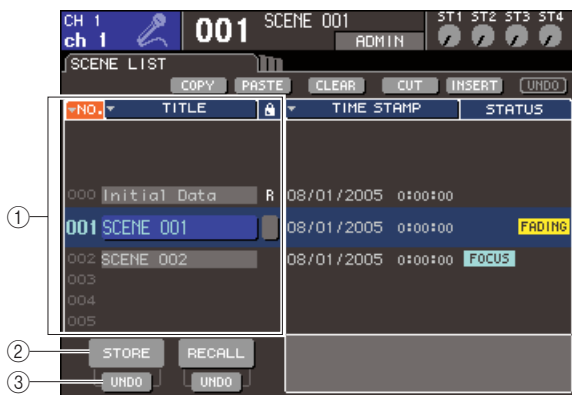 CH 1
ch 1
001
SCENE 001
ADMIN
ST1 ST2 ST3 ST4
SCENE LIST
COPY PASTE CLEAR CUT INSERT UNDO
NO. TITLE TIME STAMP STATUS
000 Initial Data R 08/01/2005 0:00:00
001 SCENE 001 08/01/2005 0:00:00 FADING
002 SCENE 002 08/01/2005 0:00:00 FOCUS
003
004
005
① 
② STORE RECALL
③ UNDO UNDO